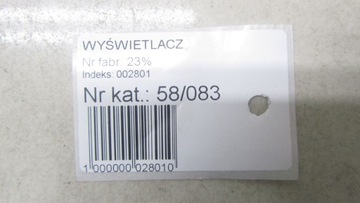 WYŚWIETLACZ
Nr fabr. 23%
Indeks: 002801
Nr kat.: 58/083
1 000000 028010